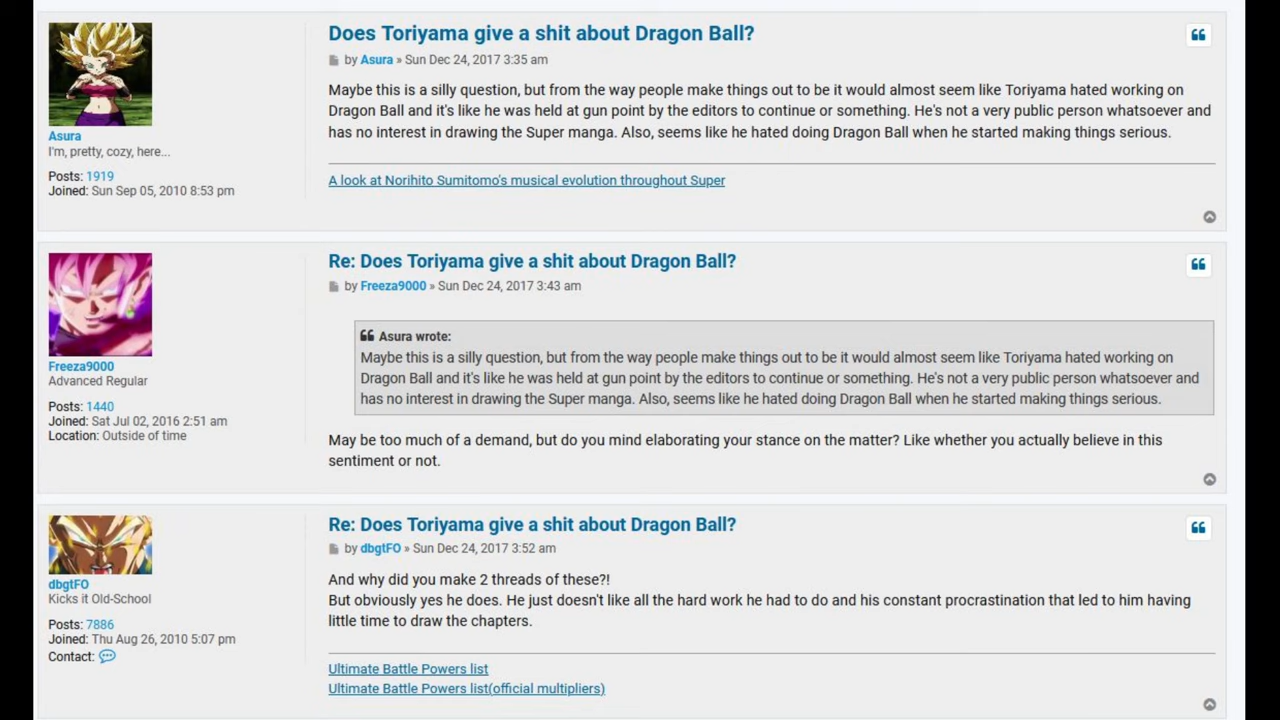 Does Toriyama give a shit about Dragon Ball?
by Asura » Sun Dec 24, 2017 3:35 am
Maybe this is a silly question, but from the way people make things out to be it would almost seem like Toriyama hated working on
Dragon Ball and it's like he was held at gun point by the editors to continue or something. He's not a very public person whatsoever and
has no interest in drawing the Super manga. Also, seems like he hated doing Dragon Ball when he started making things serious.
A look at Norihito Sumitomo's musical evolution throughout Super
Asura
I'm, pretty, cozy, here...
Posts: 1919
Joined: Sun Sep 05, 2010 8:53 pm
Re: Does Toriyama give a shit about Dragon Ball?
by Freeza9000 » Sun Dec 24, 2017 3:43 am
Asura wrote:
Maybe this is a silly question, but from the way people make things out to be it would almost seem like Toriyama hated working on
Dragon Ball and it's like he was held at gun point by the editors to continue or something. He's not a very public person whatsoever and
has no interest in drawing the Super manga. Also, seems like he hated doing Dragon Ball when he started making things serious.
May be too much of a demand, but do you mind elaborating your stance on the matter? Like whether you actually believe in this
sentiment or not.
Freeza9000
Advanced Regular
Posts: 1440
Joined: Sat Jul 02, 2016 2:51 am
Location: Outside of time
Re: Does Toriyama give a shit about Dragon Ball?
by dbgtFO » Sun Dec 24, 2017 3:52 am
And why did you make 2 threads of these?!
But obviously yes he does. He just doesn't like all the hard work he had to do and his constant procrastination that led to him having
little time to draw the chapters.
Ultimate Battle Powers list
Ultimate Battle Powers list(official multipliers)
dbgtFO
Kicks it Old-School
Posts: 7886
Joined: Thu Aug 26, 2010 5:07 pm
Contact: